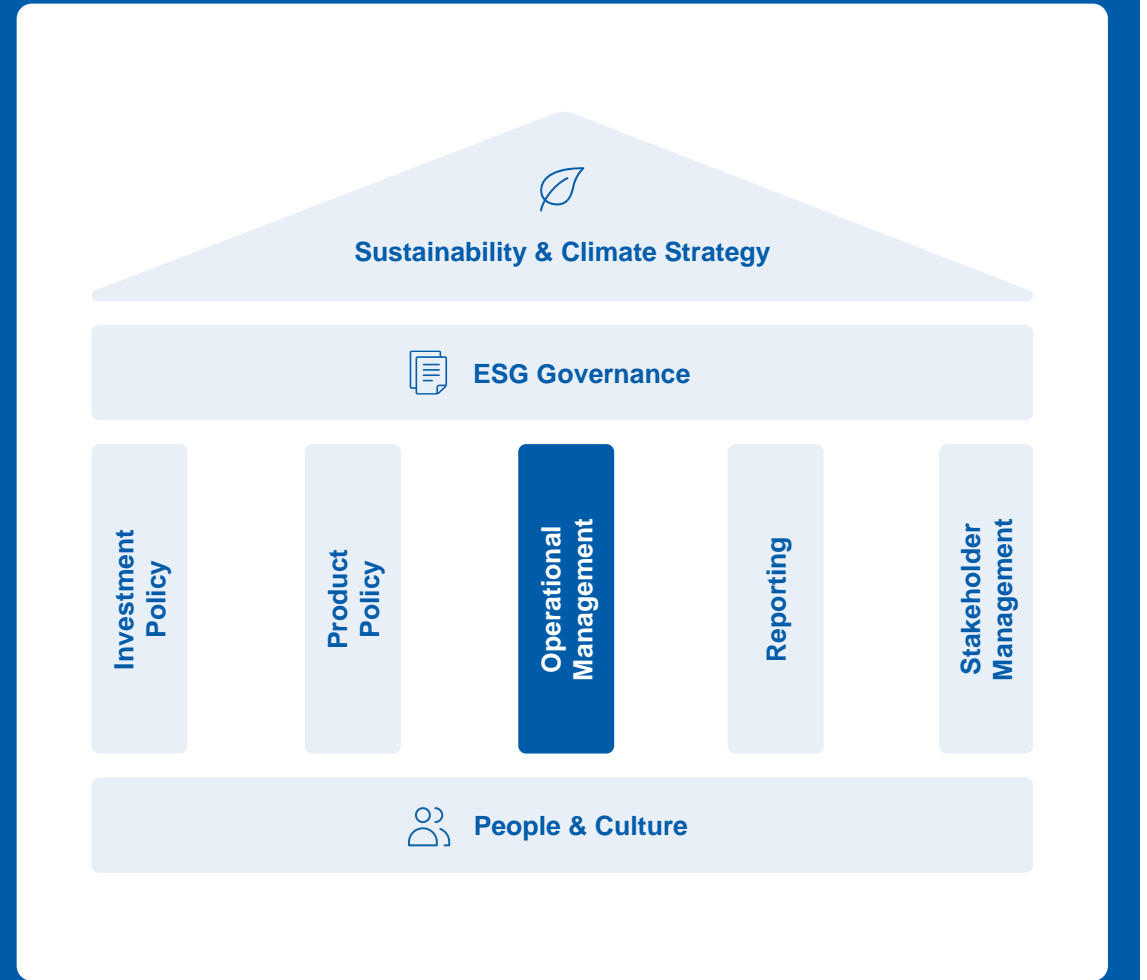 Sustainability & Climate Strategy
ESG Governance
Investment
Policy
Product
Policy
Operational
Management
Reporting
Stakeholder
Management
People & Culture